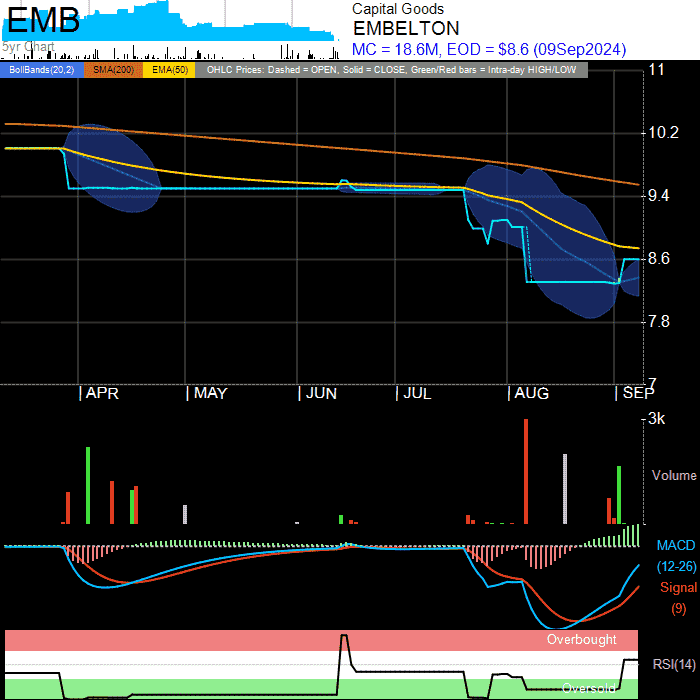 EMB
5yr Chart
Capital Goods
EMBELTON
MC = 18.6M, EOD = $8.6 (09Sep2024)
BollBands(20,2) SMA(200) EMA(50) OHLC Prices: Dashed = OPEN, Solid = CLOSE, Green/Red bars = Intra-day HIGH/LOW
11
10.2
9.4
8.6
7.8
7
APR MAY JUN JUL AUG SEP
3k
Volume
MACD
(12-26)
Signal
(9)
Overbought
RSI(14)
Oversold